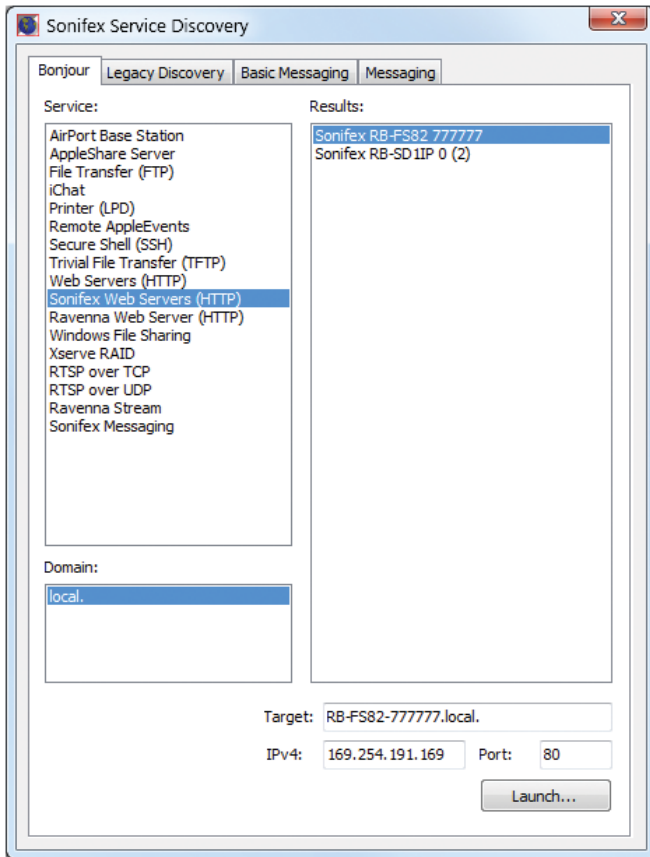 Sonifex Service Discovery
Bonjour Legacy Discovery Basic Messaging Messaging
Service:
AirPort Base Station
AppleShare Server
File Transfer (FTP)
iChat
Printer (LPD)
Remote AppleEvents
Secure Shell (SSH)
Trivial File Transfer (TFTP)
Web Servers (HTTP)
Sonifex Web Servers (HTTP)
Ravenna Web Server (HTTP)
Windows File Sharing
Xserve RAID
RTSP over TCP
RTSP over UDP
Ravenna Stream
Sonifex Messaging
Results:
Sonifex RB-FS82 777777
Sonifex RB-SD1IP 0 (2)
Domain:
local.
Target: RB-FS82-777777.local.
IPv4: 169.254.191.169 Port: 80
Launch...